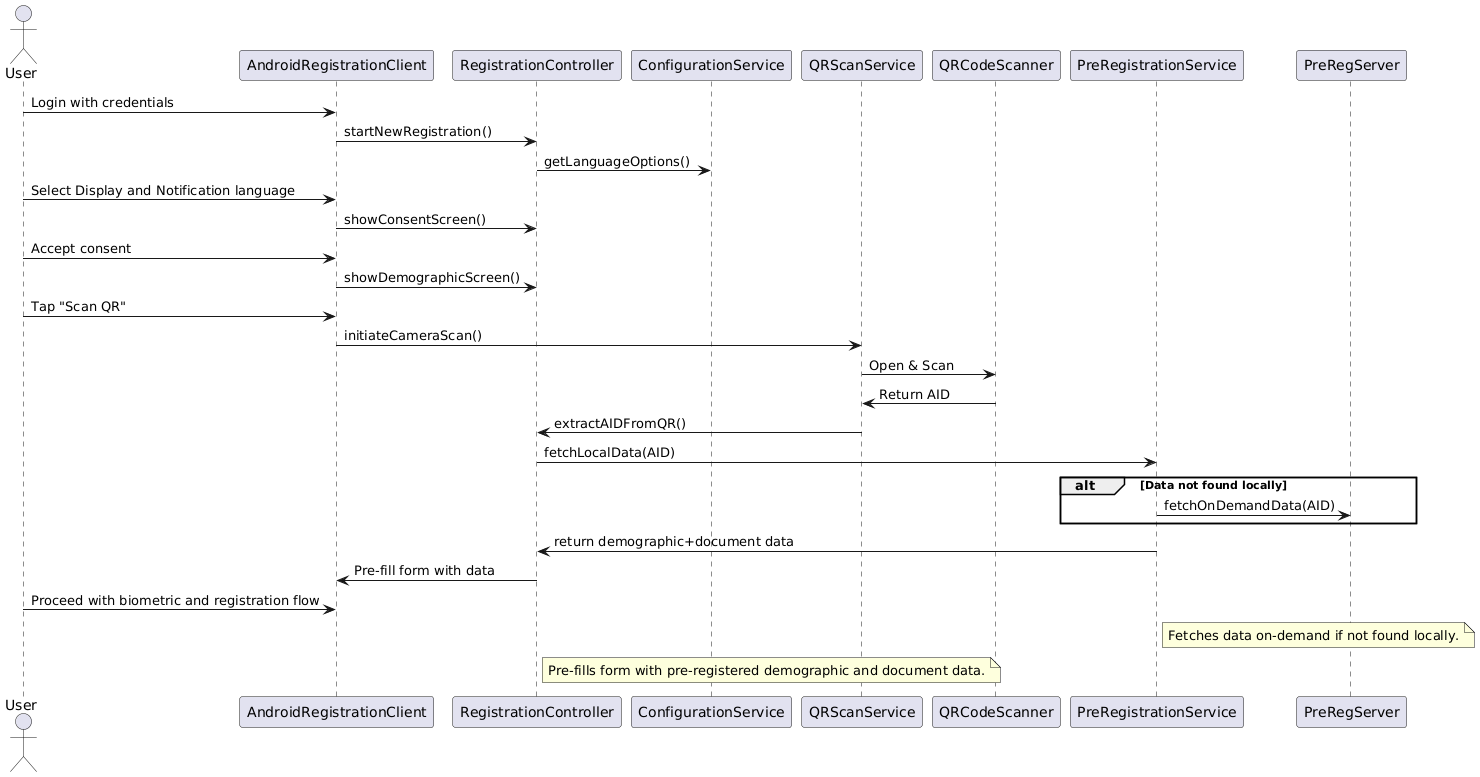 User
AndroidRegistrationClient
RegistrationController
ConfigurationService
QRScanService
QRCodeScanner
PreRegistrationService
PreRegServer
Login with credentials
startNewRegistration()
getLanguageOptions()
Select Display and Notification language
showConsentScreen()
Accept consent
showDemographicScreen()
Tap "Scan QR"
initiateCameraScan()
Open & Scan
Return AID
extractAIDFromQR()
fetchLocalData(AID)
alt
[Data not found locally]
fetchOnDemandData(AID)
return demographic+document data
Pre-fill form with data
Proceed with biometric and registration flow
Fetches data on-demand if not found locally.
Pre-fills form with pre-registered demographic and document data.
User
AndroidRegistrationClient
RegistrationController
ConfigurationService
QRScanService
QRCodeScanner
PreRegistrationService
PreRegServer